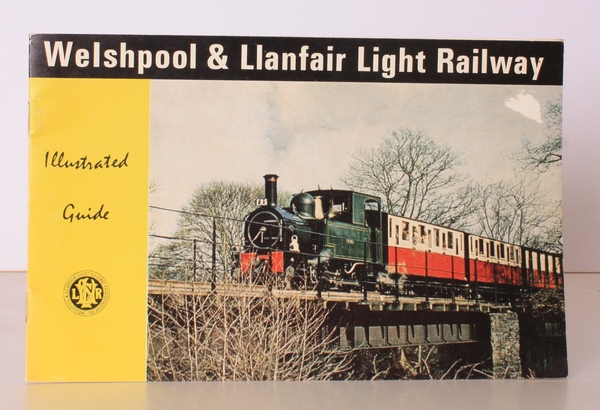 Welshpool & Llanfair Light Railway
Illustrated
Guide